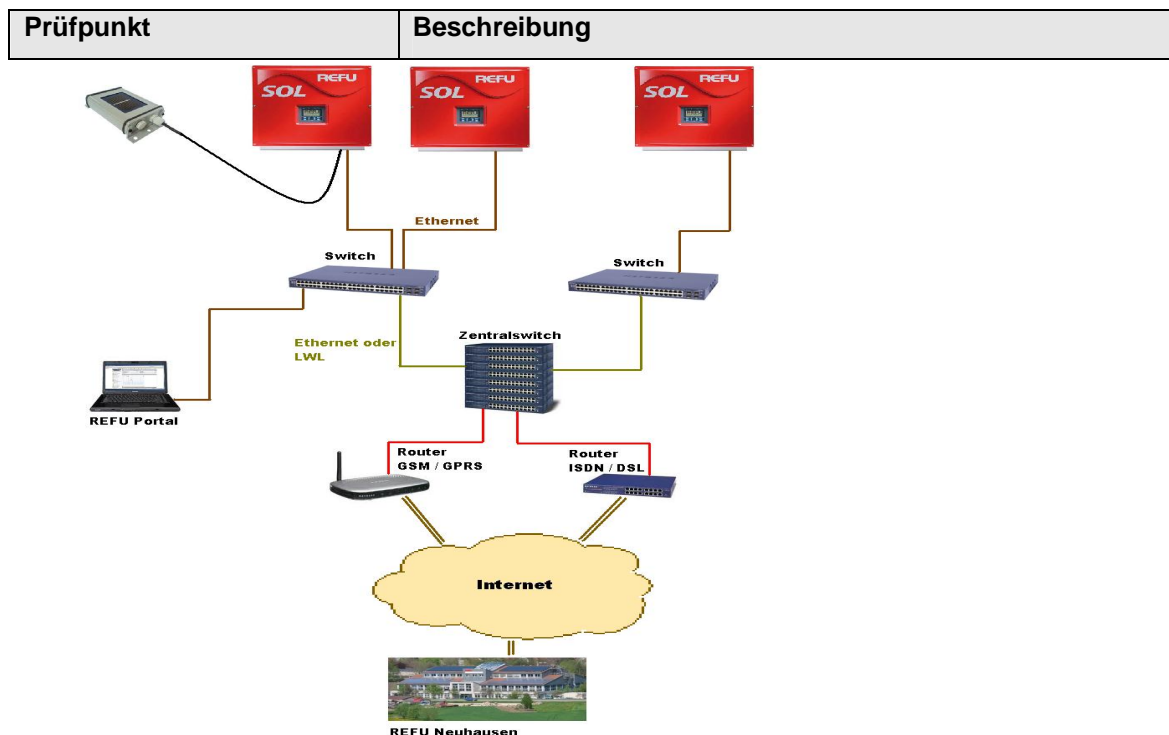 Prüfpunkt Beschreibung
REFU
SOL
REFU
SOL
REFU
SOL
Ethernet
Switch
Switch
Zentralswitch
Ethernet oder
LWL
REFU Portal
Router
GSM / GPRS
Router
ISDN / DSL
Internet
REFU Neuhausen